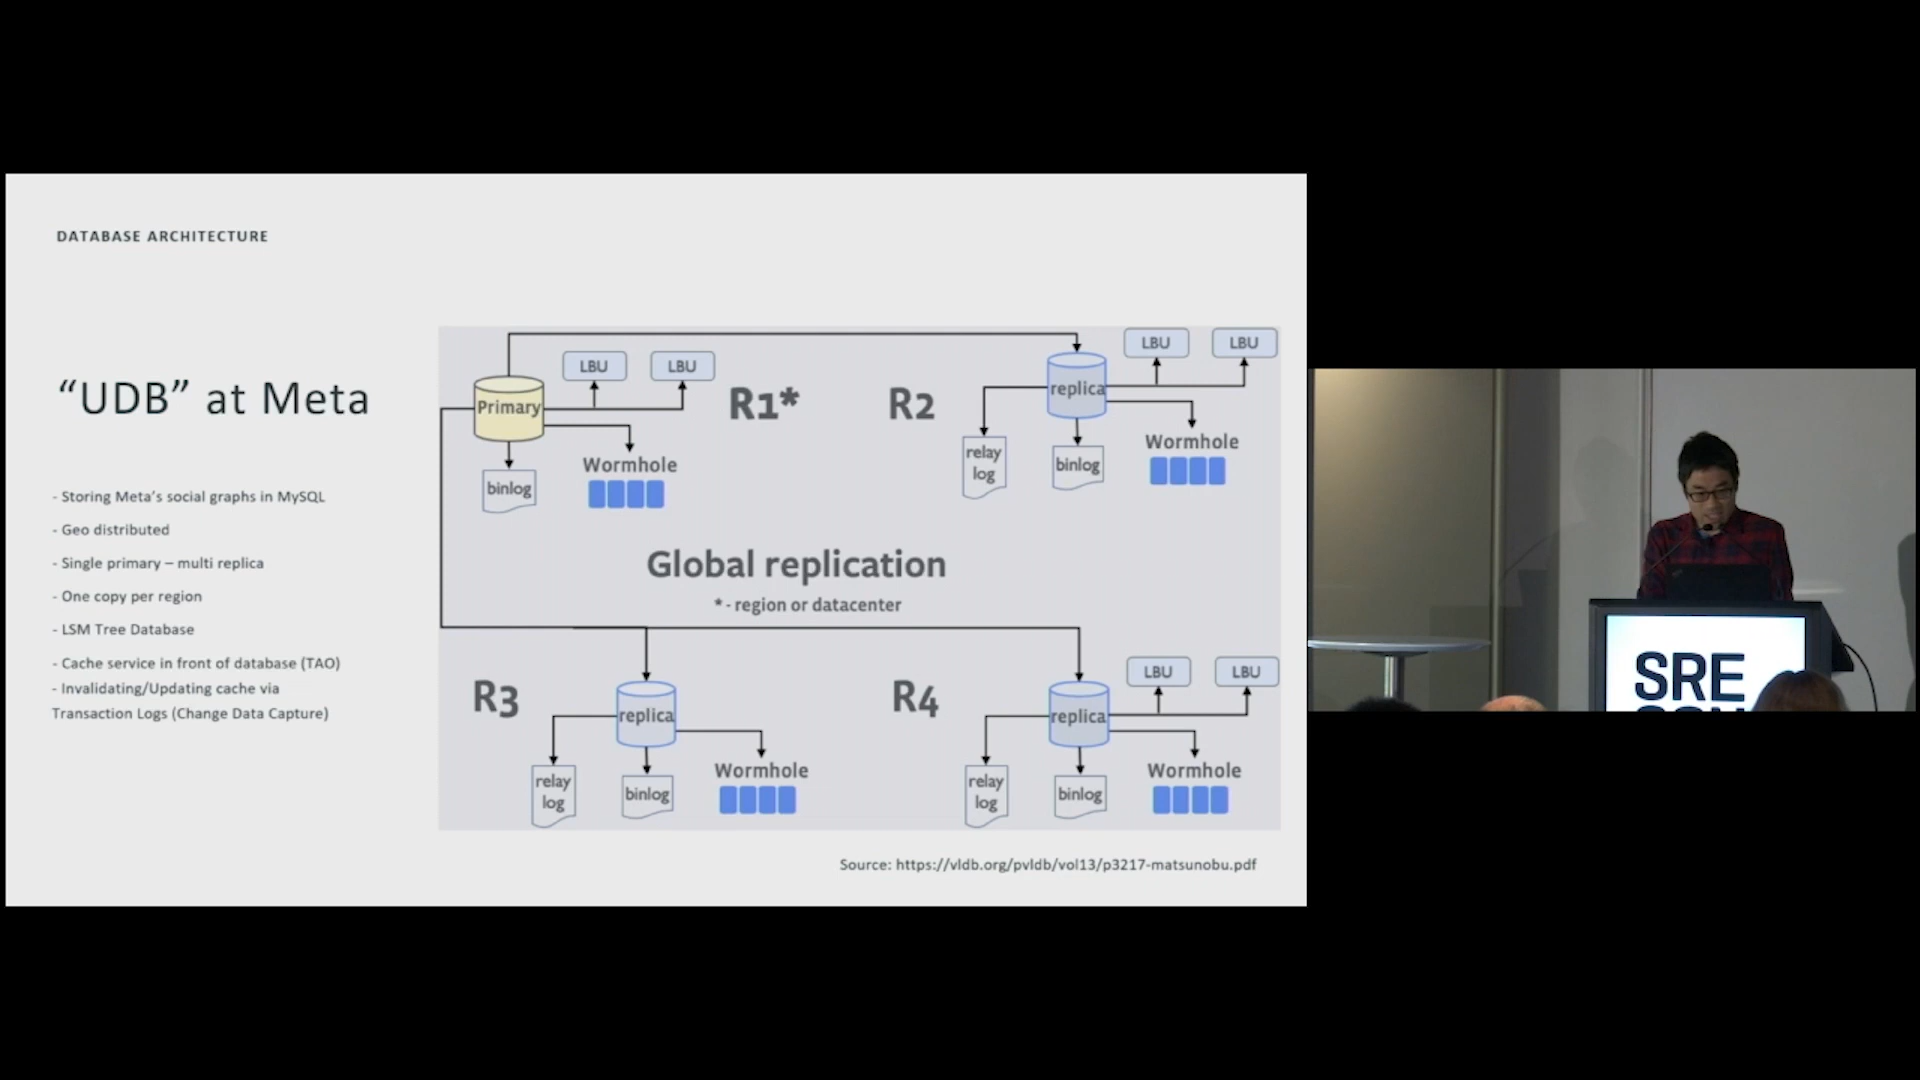 DATABASE ARCHITECTURE
“UDB” at Meta
- Storing Meta’s social graphs in MySQL
- Geo distributed
- Single primary – multi replica
- One copy per region
- LSM Tree Database
- Cache service in front of database (TAO)
- Invalidating/Updating cache via
Transaction Logs (Change Data Capture)
LBU
LBU
Primary
R1*
binlog
Wormhole
R2
LBU
LBU
replica
relay
log
binlog
Wormhole
Global replication
* - region or datacenter
R3
replica
relay
log
binlog
Wormhole
R4
LBU
LBU
replica
relay
log
binlog
Wormhole
Source: https://vldb.org/pvldb/vol13/p3217-matsunobu.pdf
SRE